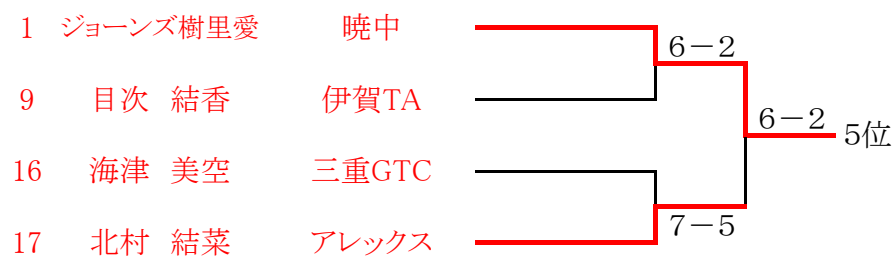 1 ジョーンズ樹里愛 暁中
6-2
9 目次 結香 伊賀TA
6-2 5位
16 海津 美空 三重GTC
7-5
17 北村 結菜 アレックス